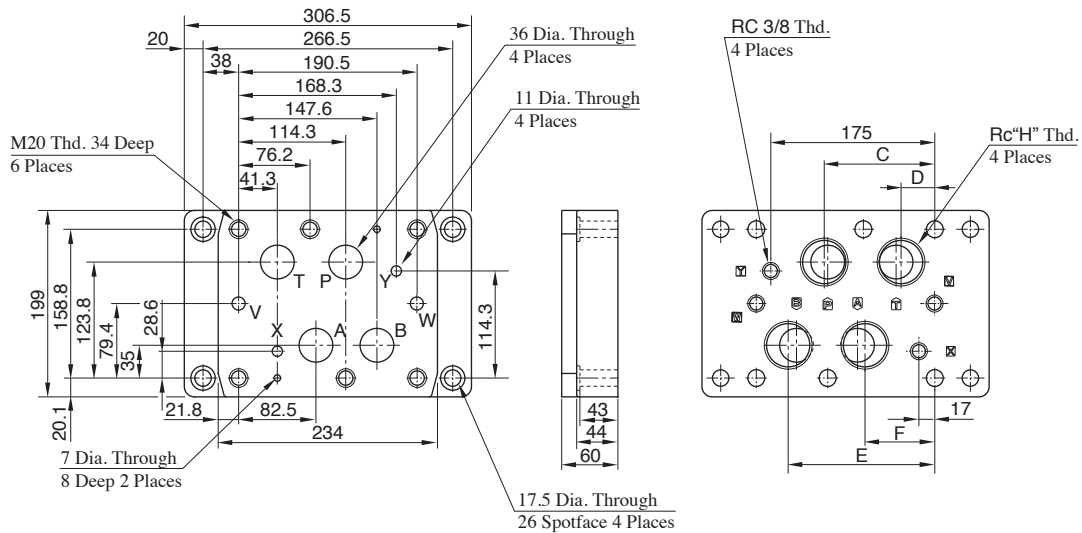 306.5
20
266.5
38
190.5
168.3
147.6
114.3
76.2
41.3
36 Dia. Through
4 Places
11 Dia. Through
4 Places
M20 Thd. 34 Deep
6 Places
T
P
Y
V
W
X
A
B
199
158.8
123.8
79.4
28.6
35
20.1
114.3
21.8
82.5
234
7 Dia. Through
8 Deep 2 Places
17.5 Dia. Through
26 Spotface 4 Places
43
44
60
RC 3/8 Thd.
4 Places
Rc“H” Thd.
4 Places
175
C
D
Y
B
P
A
T
X
17
F
E